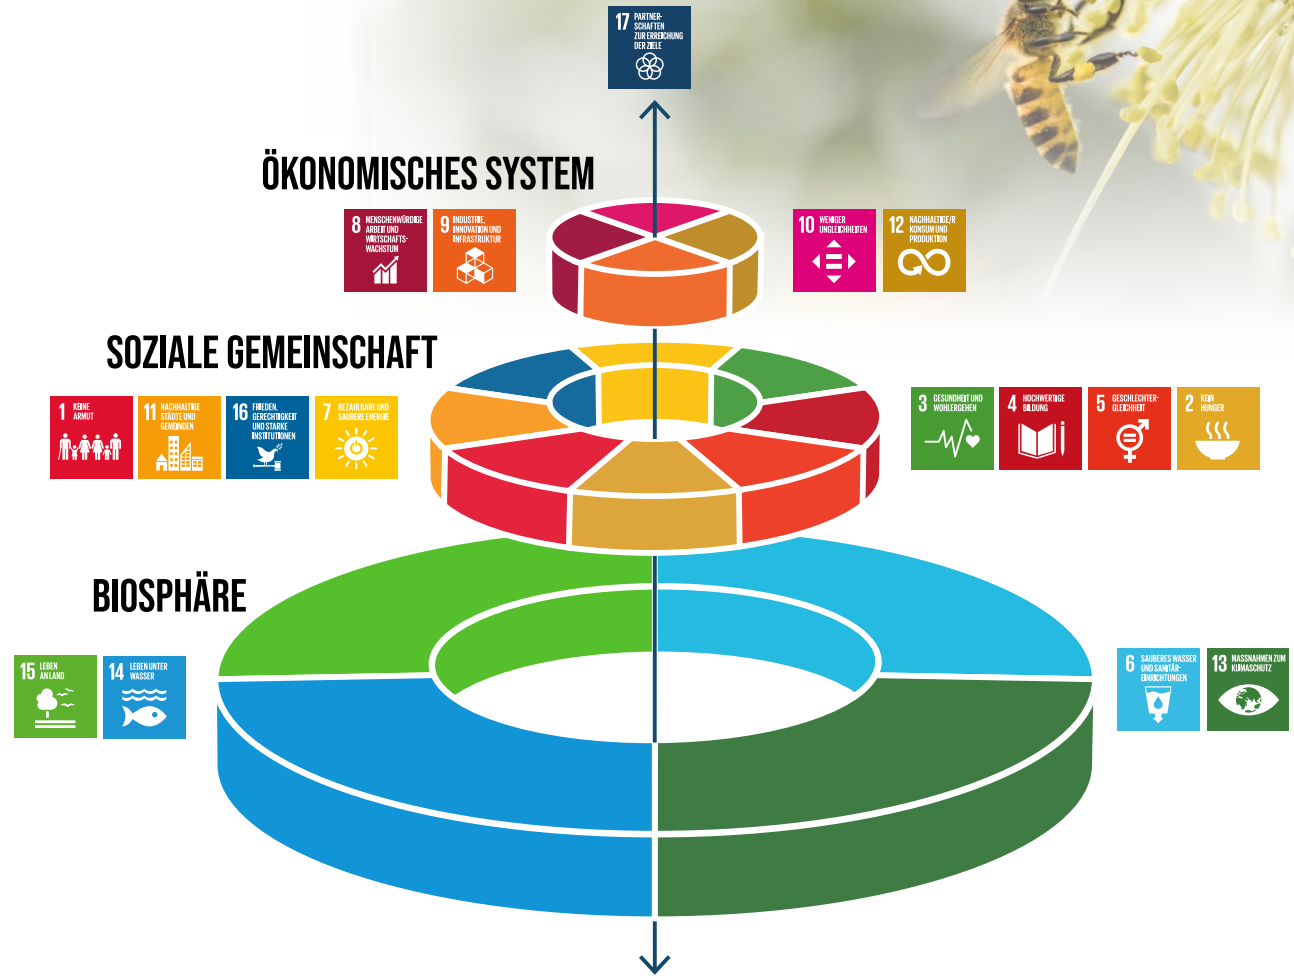 17 PARTNER-
SCHAFTEN
ZUR ERREICHUNG
DER ZIELE
ÖKONOMISCHES SYSTEM
8 MENSCHENWÜRDIGE
ARBEIT UND
WIRTSCHAFTS-
WACHSTUM
9 INDUSTRIE,
INNOVATION UND
INFRASTRUKTUR
10 WENIGER
UNGLEICHHEITEN
12 NACHHALTIGE/R
KONSUM UND
PRODUKTION
SOZIALE GEMEINSCHAFT
1 KEINE
ARMUT
11 NACHHALTIGE
STÄDTE UND
GEMEINDEN
16 FRIEDEN,
GERECHTIGKEIT
UND STARKE
INSTITUTIONEN
7 BEZAHLBARE UND
SAUBERE ENERGIE
3 GESUNDHEIT UND
WOHLERGEHEN
4 HOCHWERTIGE
BILDUNG
5 GESCHLECHTER-
GLEICHHEIT
2 KEIN
HUNGER
BIOSPHÄRE
15 LEBEN
AN LAND
14 LEBEN UNTER
WASSER
6 SAUBERES WASSER
UND SANITÄR-
EINRICHTUNGEN
13 MASSNAHMEN ZUM
KLIMASCHUTZ